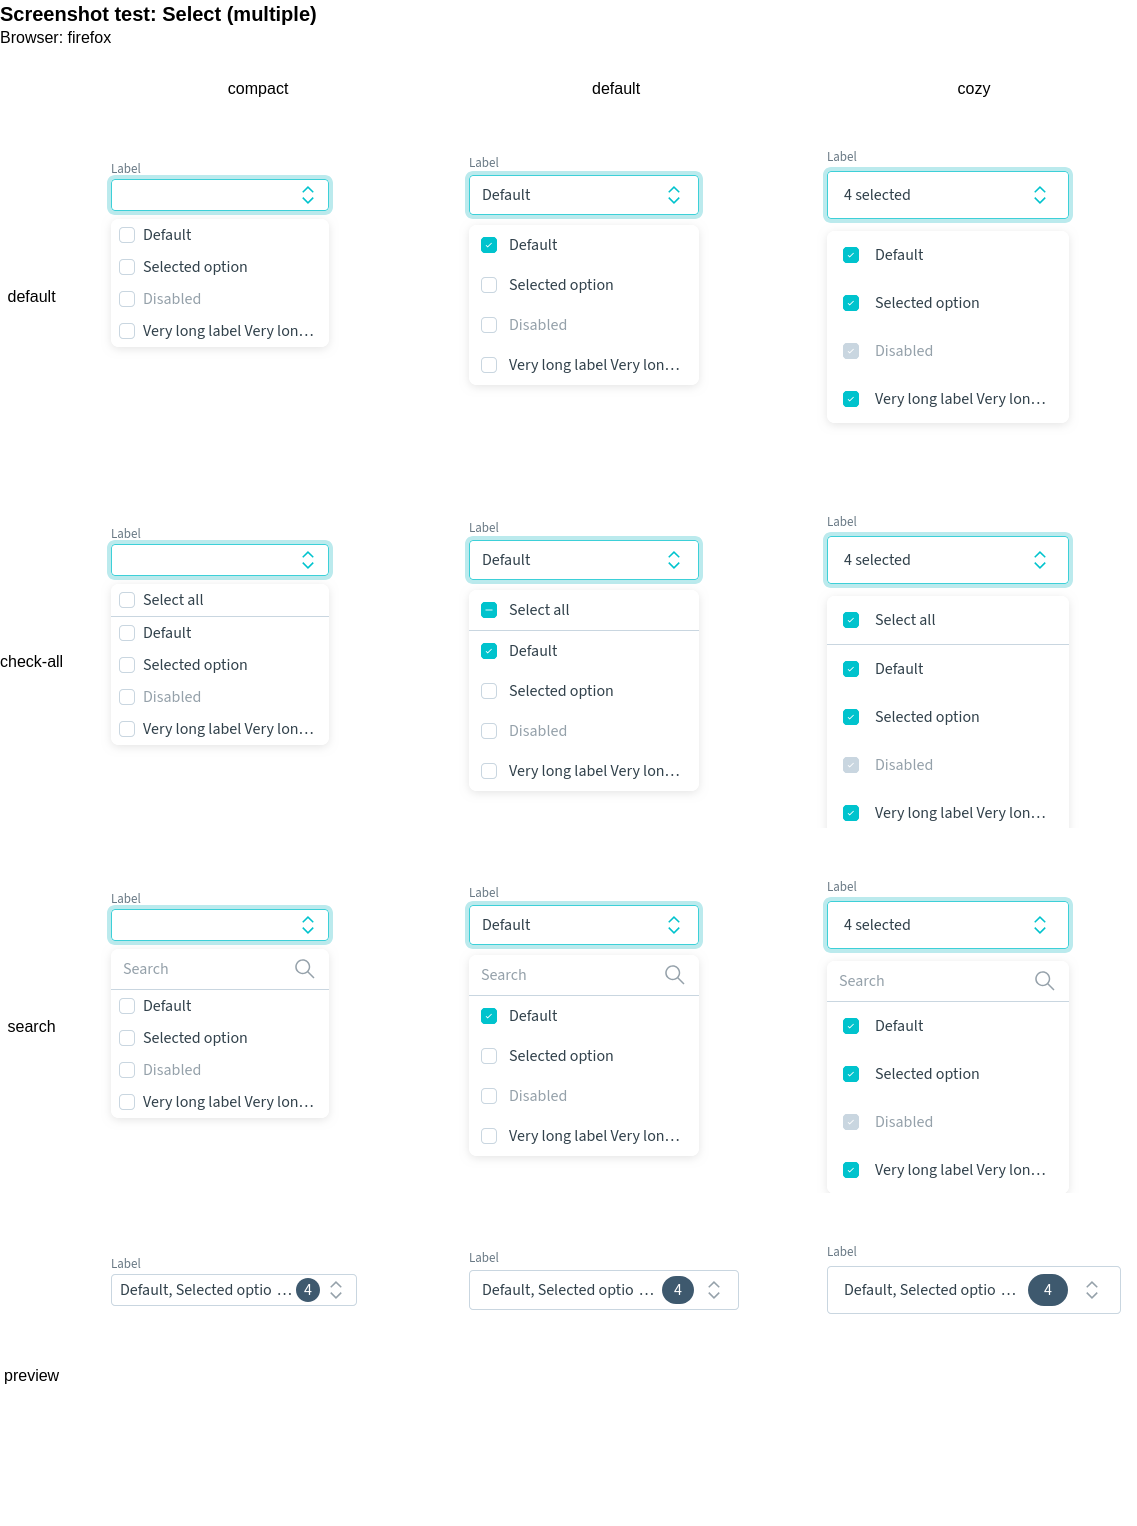 Screenshot test: Select (multiple)
Browser: firefox
compact default cozy
default
Label
Default
Selected option
Disabled
Very long label Very lon…
Label
Default
Default
Selected option
Disabled
Very long label Very lon…
Label
4 selected
Default
Selected option
Disabled
Very long label Very lon…
check-all
Label
Select all
Default
Selected option
Disabled
Very long label Very lon…
Label
Default
Select all
Default
Selected option
Disabled
Very long label Very lon…
Label
4 selected
Select all
Default
Selected option
Disabled
Very long label Very lon…
search
Label
Search
Default
Selected option
Disabled
Very long label Very lon…
Label
Default
Search
Default
Selected option
Disabled
Very long label Very lon…
Label
4 selected
Search
Default
Selected option
Disabled
Very long label Very lon…
preview
Label
Default, Selected optio … 4
Label
Default, Selected optio … 4
Label
Default, Selected optio … 4